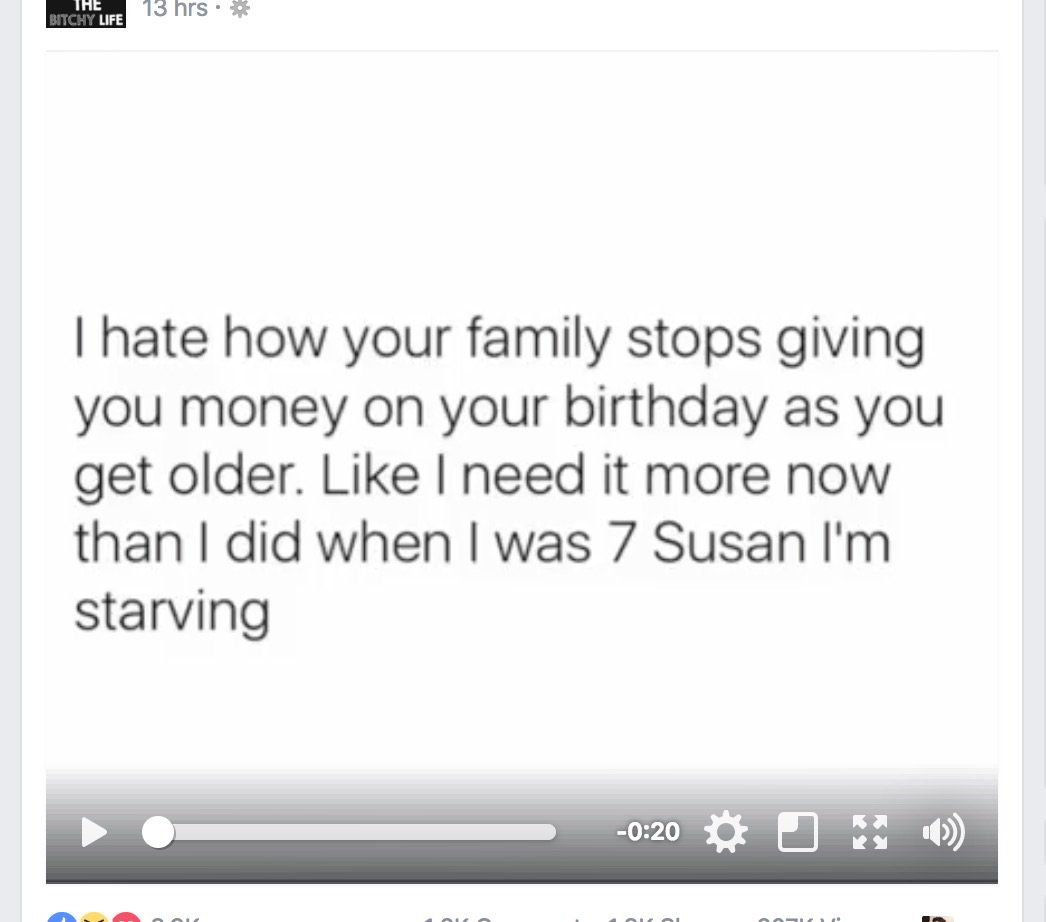 THE
BITCHY LIFE
13 hrs ·
I hate how your family stops giving
you money on your birthday as you
get older. Like I need it more now
than I did when I was 7 Susan I'm
starving
-0:20